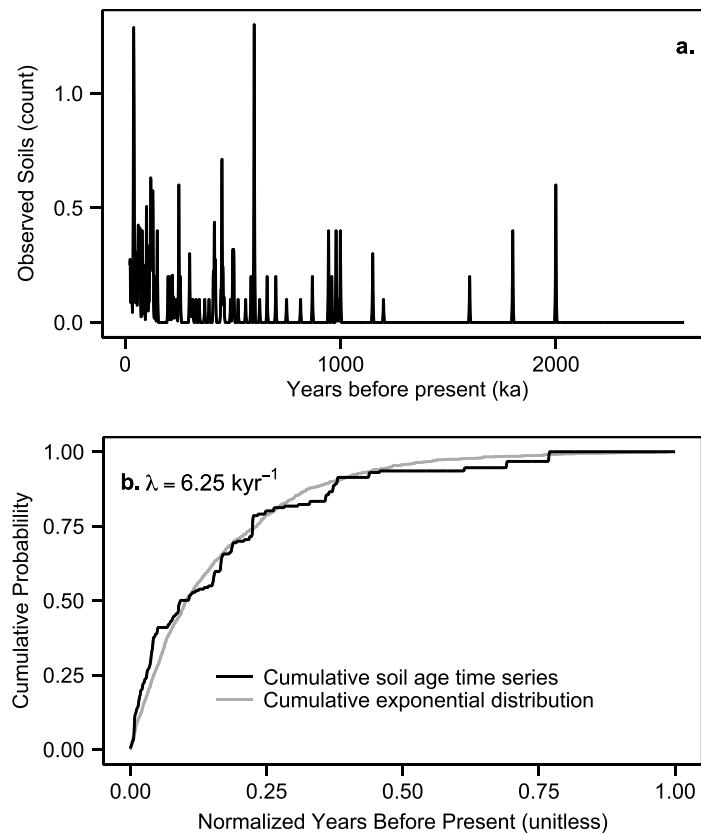 a.
1.0
0.5
0.0
Observed Soils (count)
0
1000
2000
Years before present (ka)
b. λ = 6.25 kyr⁻¹
1.00
0.75
0.50
0.25
0.00
Cumulative Probablility
Cumulative soil age time series
Cumulative exponential distribution
0.00
0.25
0.50
0.75
1.00
Normalized Years Before Present (unitless)